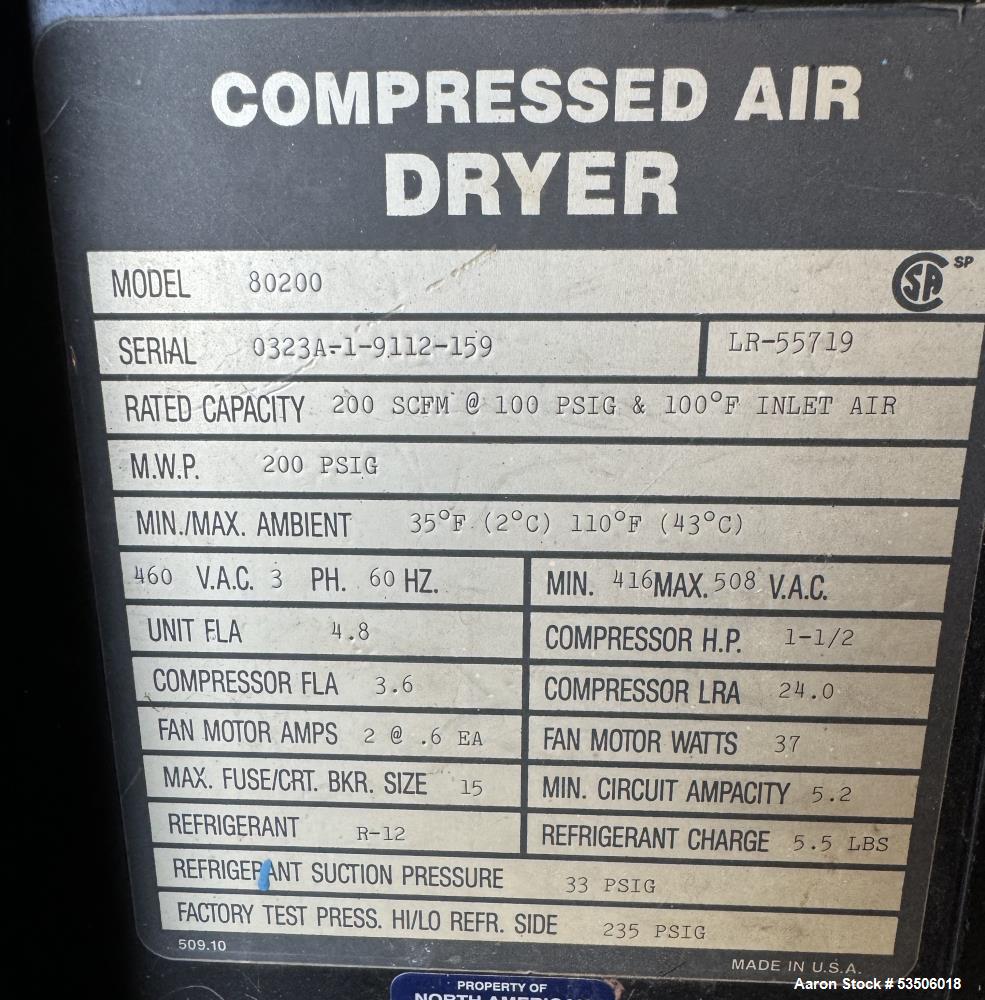 COMPRESSED AIR
DRYER
MODEL 80200 SP
SERIAL 0323A-1-9112-159 LR-55719
RATED CAPACITY 200 SCFM @ 100 PSIG & 100°F INLET AIR
M.W.P. 200 PSIG
MIN./MAX. AMBIENT 35°F (2°C) 110°F (43°C)
460 V.A.C. 3 PH. 60 HZ. MIN. 416 MAX. 508 V.A.C.
UNIT FLA 4.8 COMPRESSOR H.P. 1-1/2
COMPRESSOR FLA 3.6 COMPRESSOR LRA 24.0
FAN MOTOR AMPS 2 @ .6 EA FAN MOTOR WATTS 37
MAX. FUSE/CRT. BKR. SIZE 15 MIN. CIRCUIT AMPACITY 5.2
REFRIGERANT R-12 REFRIGERANT CHARGE 5.5 LBS
REFRIGERANT SUCTION PRESSURE 33 PSIG
FACTORY TEST PRESS. HI/LO REFR. SIDE 235 PSIG
509.10 MADE IN U.S.A.
PROPERTY OF
NORTH AMERICAN
Aaron Stock # 53506018